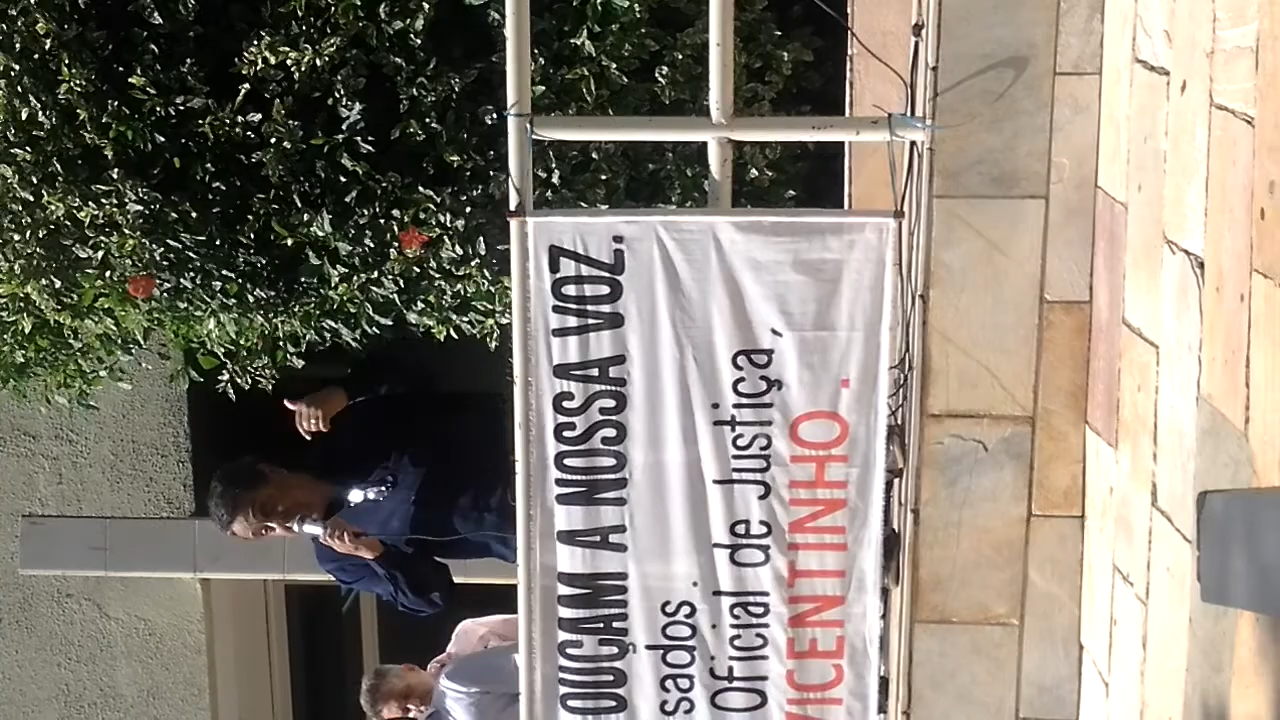 OUÇAM A NOSSA VOZ.
sados.
Oficial de Justiça,
VICENTINHO.